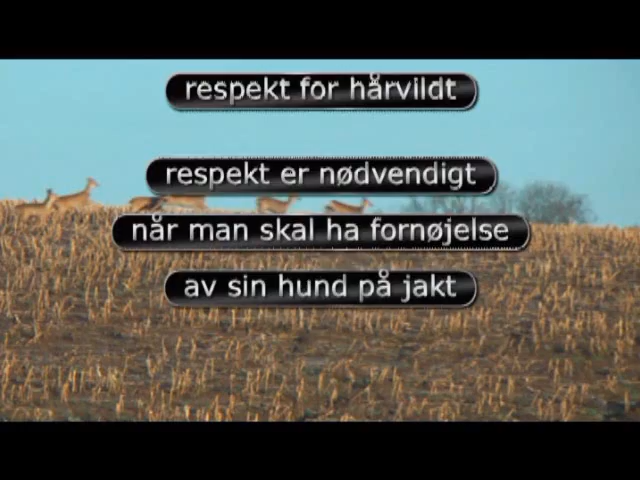 respekt for hårvildt
respekt er nødvendigt
når man skal ha fornøjelse
av sin hund på jakt